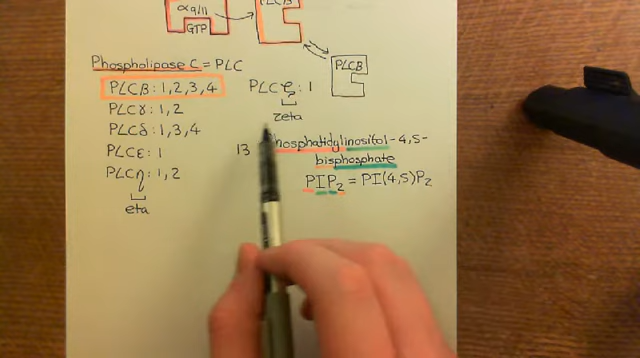 αq/11
GTP
PLCβ
PLCβ
Phospholipase C = PLC
PLCβ: 1,2,3,4
PLCγ: 1,2
PLCδ: 1,3,4
PLCε: 1
PLCη: 1,2
eta
PLCζ: 1
zeta
13
Phosphatidylinositol-4,5-
bisphosphate
PIP₂ = PI(4,5)P₂